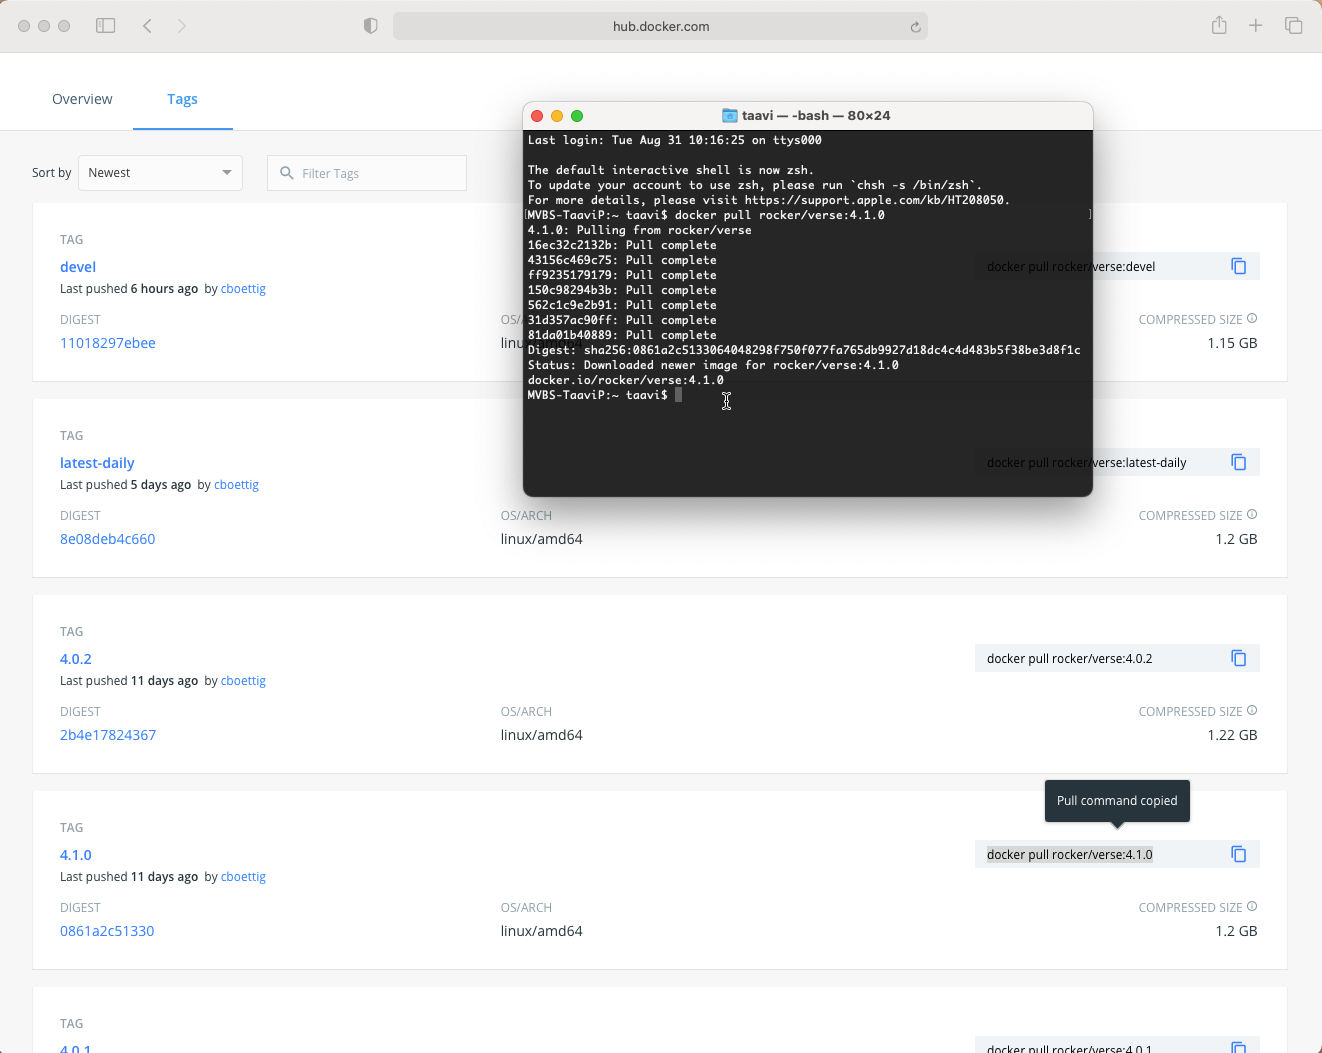 hub.docker.com
Overview
Tags
Sort by
Newest
Filter Tags
taavi — -bash — 80×24
Last login: Tue Aug 31 10:16:25 on ttys000
The default interactive shell is now zsh.
To update your account to use zsh, please run `chsh -s /bin/zsh`.
For more details, please visit https://support.apple.com/kb/HT208050.
[MVBS-TaaviP:~ taavi$ docker pull rocker/verse:4.1.0 ]
4.1.0: Pulling from rocker/verse
16ec32c2132b: Pull complete
43156c469c75: Pull complete
ff9235179179: Pull complete
150c98294b3b: Pull complete
562c1c9e2b91: Pull complete
31d357ac90ff: Pull complete
81da01b40889: Pull complete
Digest: sha256:0861a2c5133064048298f750f077fa765db9927d18dc4c4d483b5f38be3d8f1c
Status: Downloaded newer image for rocker/verse:4.1.0
docker.io/rocker/verse:4.1.0
MVBS-TaaviP:~ taavi$
TAG
devel
docker pull rocker/verse:devel
Last pushed 6 hours ago by cboettig
DIGEST
OS/
COMPRESSED SIZE
11018297ebee
linu
1.15 GB
TAG
latest-daily
docker pull rocker/verse:latest-daily
Last pushed 5 days ago by cboettig
DIGEST
OS/ARCH
COMPRESSED SIZE
8e08deb4c660
linux/amd64
1.2 GB
TAG
4.0.2
docker pull rocker/verse:4.0.2
Last pushed 11 days ago by cboettig
DIGEST
OS/ARCH
COMPRESSED SIZE
2b4e17824367
linux/amd64
1.22 GB
Pull command copied
TAG
4.1.0
docker pull rocker/verse:4.1.0
Last pushed 11 days ago by cboettig
DIGEST
OS/ARCH
COMPRESSED SIZE
0861a2c51330
linux/amd64
1.2 GB
TAG
4.0.1
docker pull rocker/verse:4.0.1